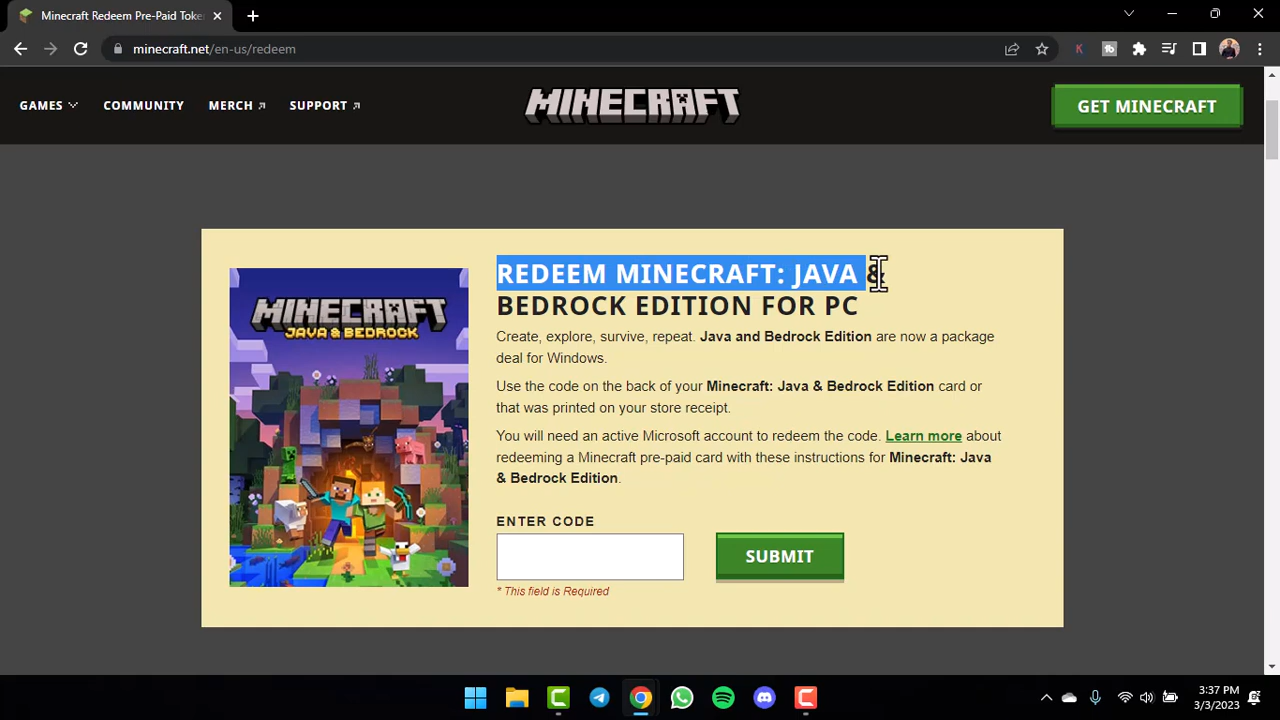 Minecraft Redeem Pre-Paid Toke
minecraft.net/en-us/redeem
GAMES
COMMUNITY
MERCH
SUPPORT
MINECRAFT
GET MINECRAFT
MINECRAFT
JAVA & BEDROCK
REDEEM MINECRAFT: JAVA &
BEDROCK EDITION FOR PC
Create, explore, survive, repeat. Java and Bedrock Edition are now a package
deal for Windows.
Use the code on the back of your Minecraft: Java & Bedrock Edition card or
that was printed on your store receipt.
You will need an active Microsoft account to redeem the code. Learn more about
redeeming a Minecraft pre-paid card with these instructions for Minecraft: Java
& Bedrock Edition.
ENTER CODE
SUBMIT
* This field is Required
3:37 PM
3/3/2023